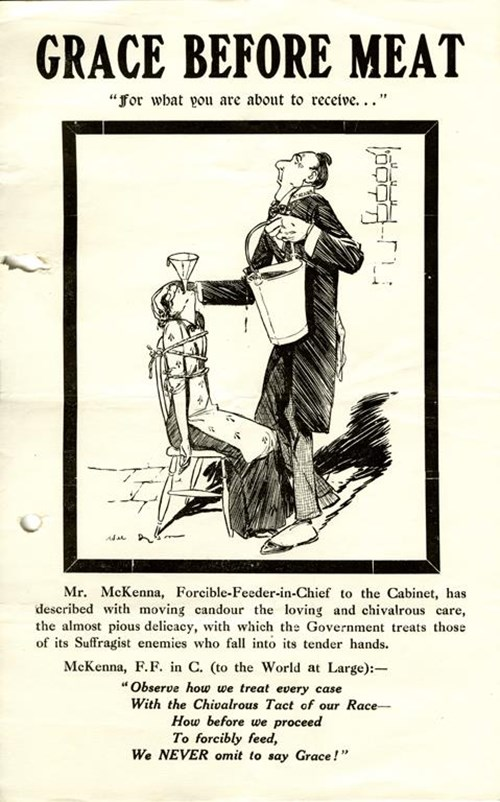 GRACE BEFORE MEAT
"For what you are about to receive. . ."
Will Dyson
Mr. McKenna, Forcible-Feeder-in-Chief to the Cabinet, has
described with moving candour the loving and chivalrous care,
the almost pious delicacy, with which the Government treats those
of its Suffragist enemies who fall into its tender hands.
McKenna, F.F. in C. (to the World at Large):—
"Observe how we treat every case
With the Chivalrous Tact of our Race—
How before we proceed
To forcibly feed,
We NEVER omit to say Grace!"